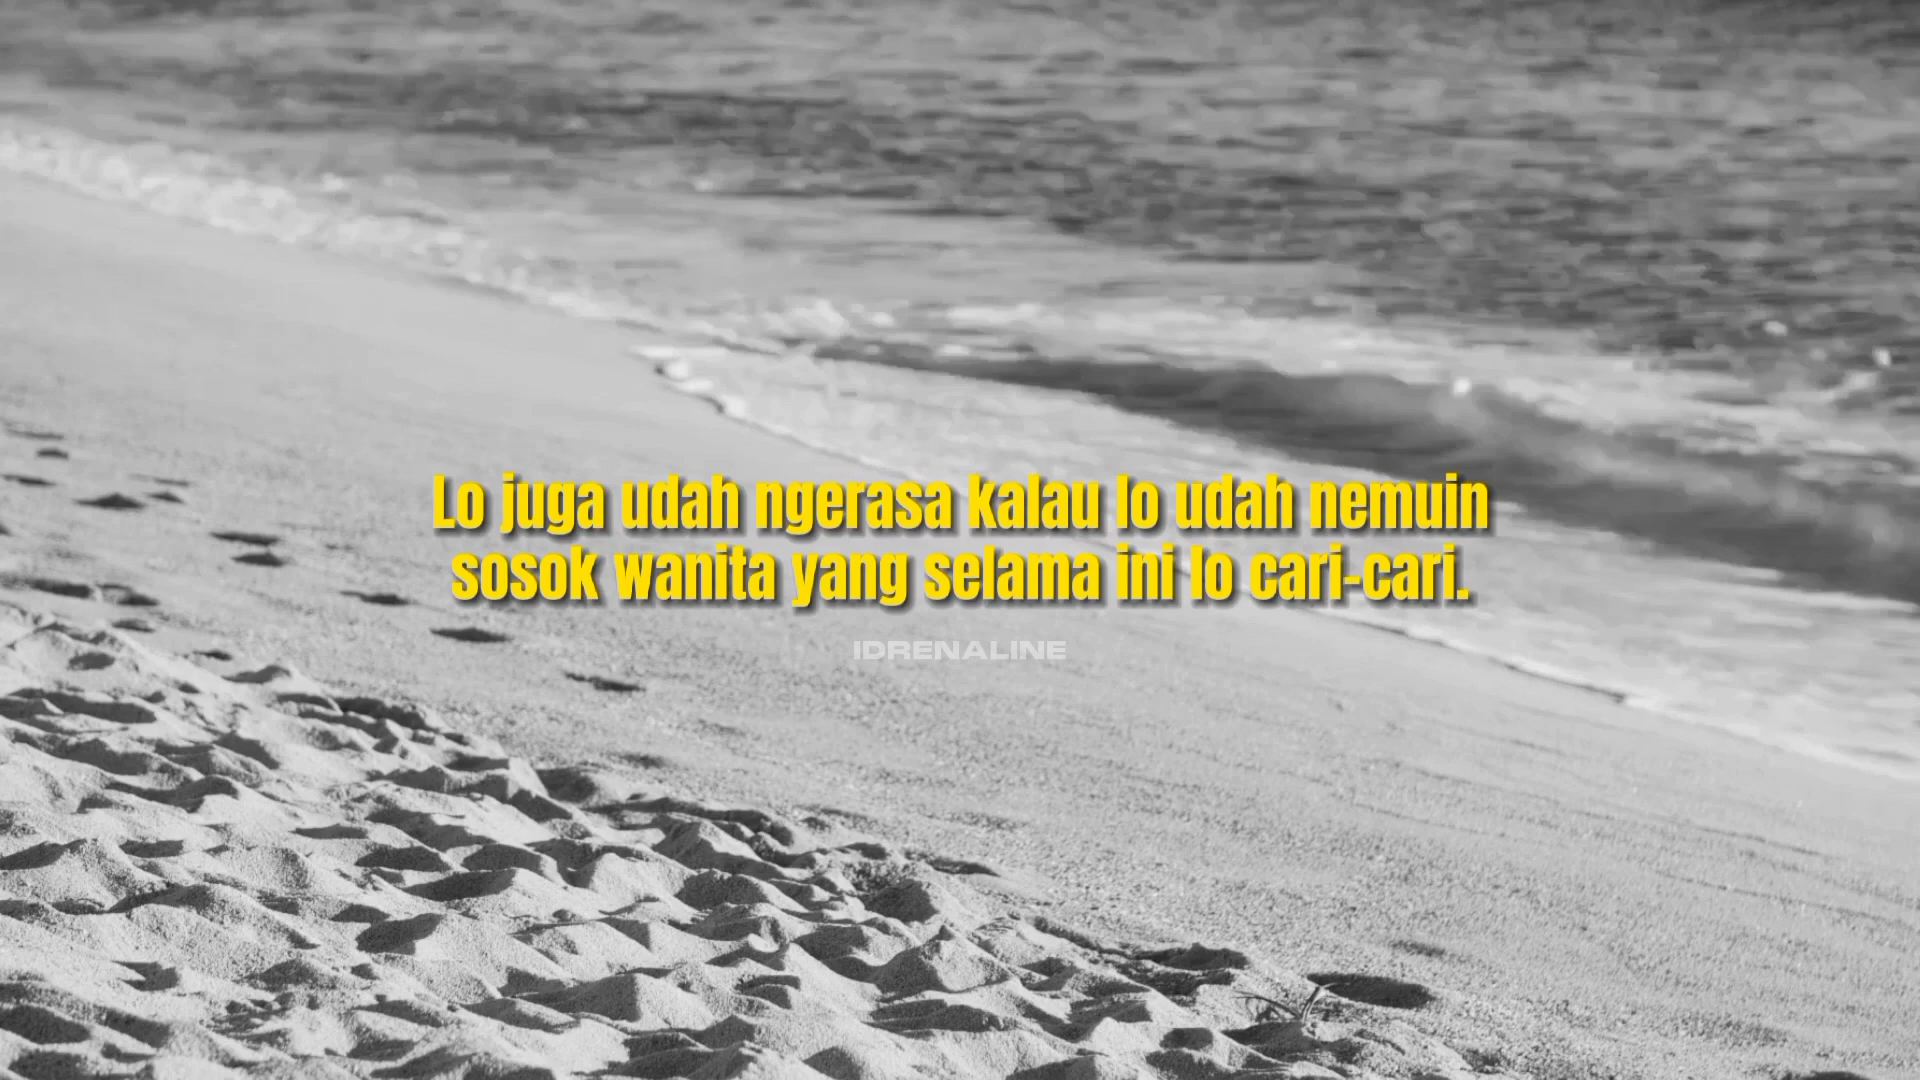 Lo juga udah ngerasa kalau lo udah nemuin
sosok wanita yang selama ini lo cari-cari.
IDRENALINE